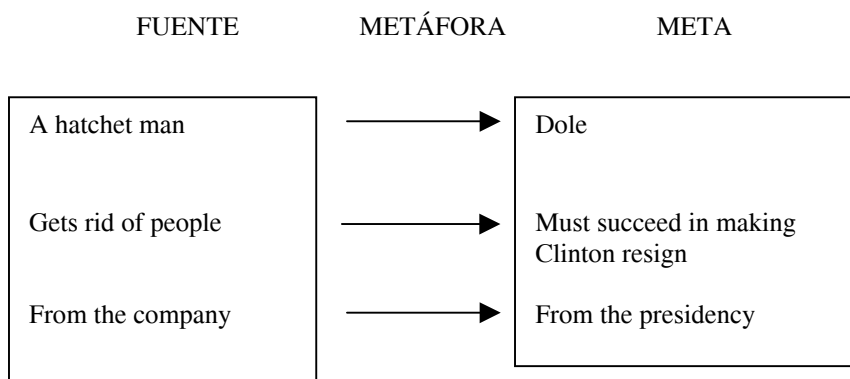 FUENTE METÁFORA META
A hatchet man Dole
Gets rid of people Must succeed in making
Clinton resign
From the company From the presidency